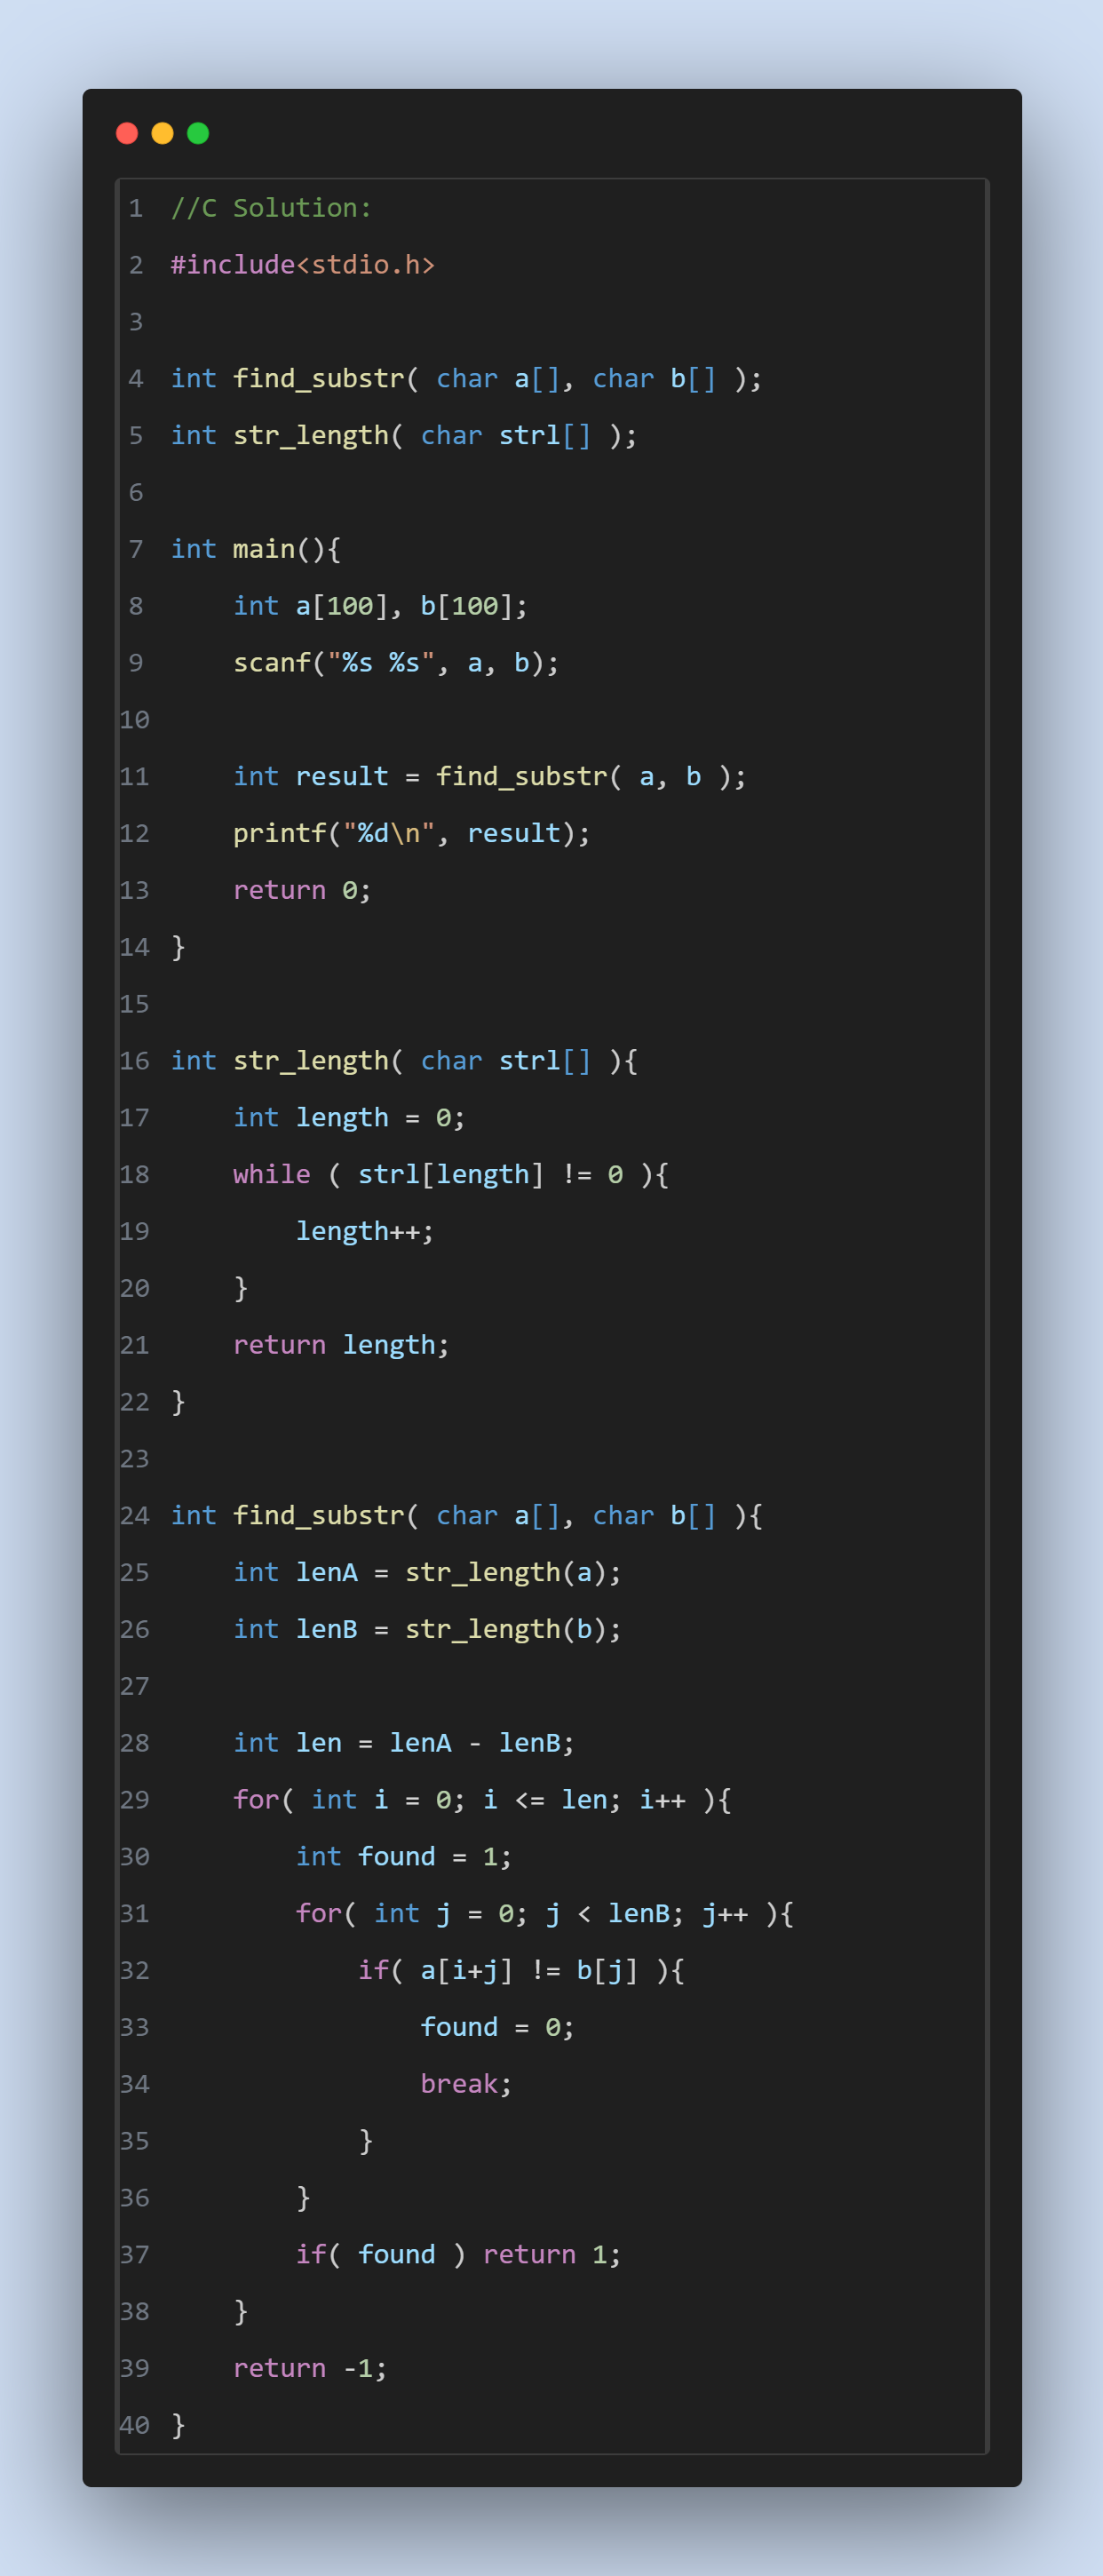 1 //C Solution:
2 #include<stdio.h>
3
4 int find_substr( char a[], char b[] );
5 int str_length( char strl[] );
6
7 int main(){
8     int a[100], b[100];
9     scanf("%s %s", a, b);
10
11     int result = find_substr( a, b );
12     printf("%d\n", result);
13     return 0;
14 }
15
16 int str_length( char strl[] ){
17     int length = 0;
18     while ( strl[length] != 0 ){
19         length++;
20     }
21     return length;
22 }
23
24 int find_substr( char a[], char b[] ){
25     int lenA = str_length(a);
26     int lenB = str_length(b);
27
28     int len = lenA - lenB;
29     for( int i = 0; i <= len; i++ ){
30         int found = 1;
31         for( int j = 0; j < lenB; j++ ){
32             if( a[i+j] != b[j] ){
33                 found = 0;
34                 break;
35             }
36         }
37         if( found ) return 1;
38     }
39     return -1;
40 }